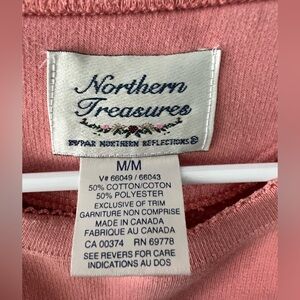 Northern
Treasures
BY/PAR NORTHERN REFLECTIONS®
M/M
V# 66049 / 66043
50% COTTON/COTON
50% POLYESTER
EXCLUSIVE OF TRIM
GARNITURE NON COMPRISE
MADE IN CANADA
FABRIQUE AU CANADA
CA 00374 RN 69778
SEE REVERS FOR CARE
INDICATIONS AU DOS